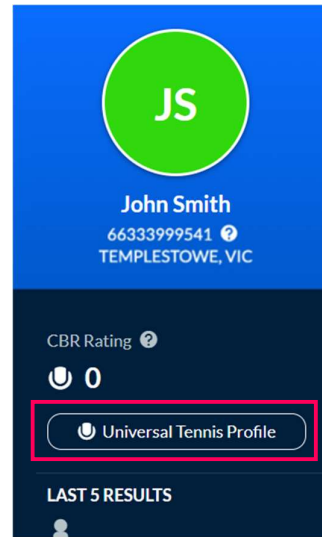 JS
John Smith
66333999541 ?
TEMPLESTOWE, VIC
CBR Rating ?
0
Universal Tennis Profile
LAST 5 RESULTS